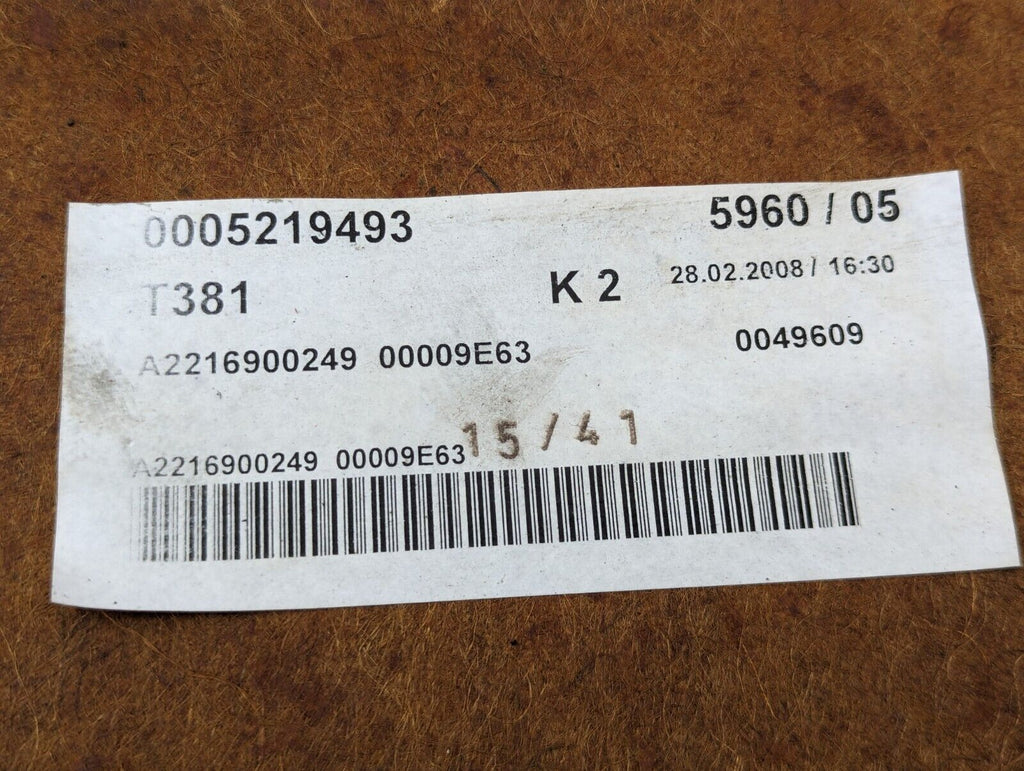 0005219493 5960 / 05
T381 K 2 28.02.2008 / 16:30
A2216900249 00009E63 0049609
15/41
A2216900249 00009E63